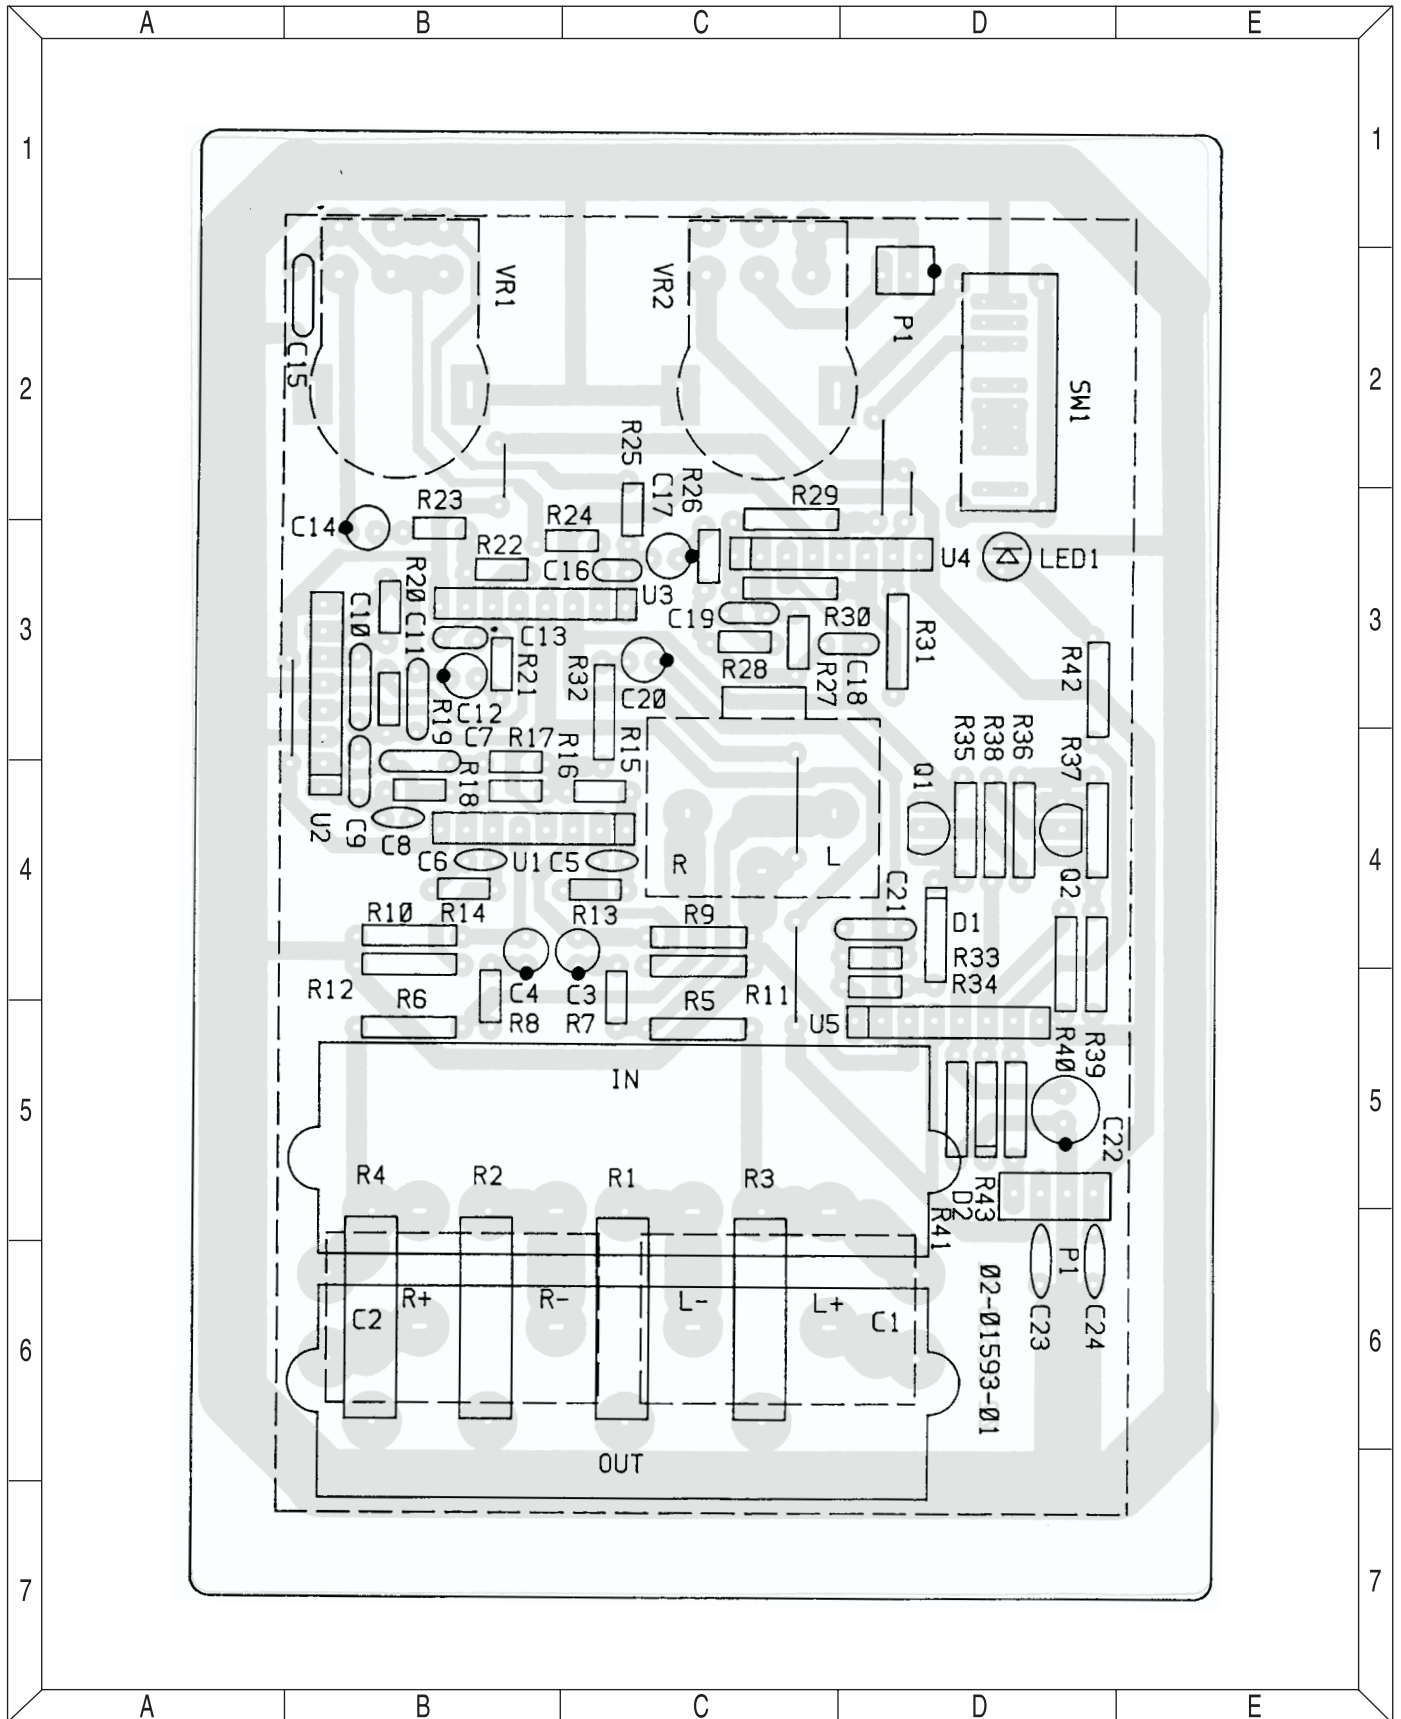 A B C D E
1 1
VR1
VR2
P1
C15
2 2
SW1
R25
C17
R26
R23
R29
C14
R24
R22
C16
U4
LED1
R20
U3
C10
C11
C13
C19
R30
3 3
R21
R32
R28
R31
R42
C20
R27
C18
R19
C12
C7
R17
R16
R15
R35
R38
R36
R37
Q1
R18
U2
C9
C8
C6
U1
C5
R
L
4 4
Q2
C21
R10
R14
R13
R9
D1
R33
R34
R12
R6
C4
C3
R5
R11
R8
R7
U5
R40
R39
IN
5 5
C22
R4
R2
R1
R3
D2
R43
R41
P1
R+
R-
L-
L+
C2
C1
02-01593-01
C23
C24
6 6
OUT
7 7
A B C D E